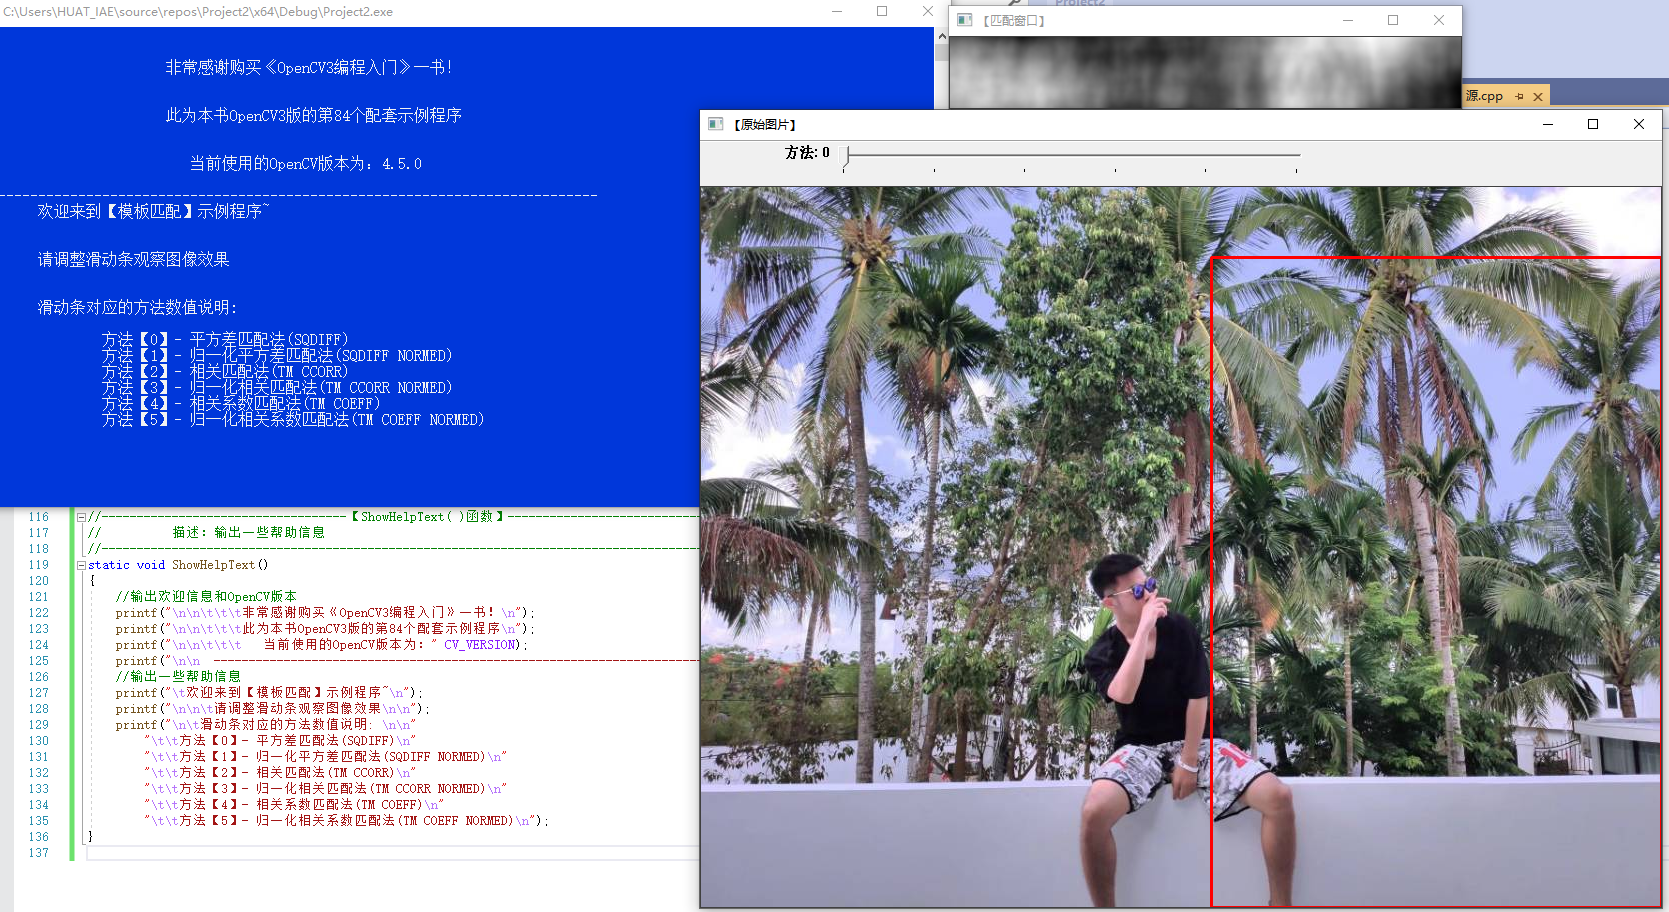 C:\Users\HUAT_IAE\source\repos\Project2\x64\Debug\Project2.exe
非常感谢购买《OpenCV3编程入门》一书!
此为本书OpenCV3版的第84个配套示例程序
当前使用的OpenCV版本为: 4.5.0
----------------------------------------------------------------------------
欢迎来到【模板匹配】示例程序~
请调整滑动条观察图像效果
滑动条对应的方法数值说明:
方法【0】- 平方差匹配法(SQDIFF)
方法【1】- 归一化平方差匹配法(SQDIFF NORMED)
方法【2】- 相关匹配法(TM CCORR)
方法【3】- 归一化相关匹配法(TM CCORR NORMED)
方法【4】- 相关系数匹配法(TM COEFF)
方法【5】- 归一化相关系数匹配法(TM COEFF NORMED)
Project2
【匹配窗口】
源.cpp
【原始图片】
方法: 0
116 //-----------------------------------【ShowHelpText( )函数】----------------------------
117 // 描述: 输出一些帮助信息
118 //--------------------------------------------------------------------------------------
119 static void ShowHelpText()
120 {
121 //输出欢迎信息和OpenCV版本
122 printf("\n\n\t\t\t非常感谢购买《OpenCV3编程入门》一书! \n");
123 printf("\n\n\t\t\t此为本书OpenCV3版的第84个配套示例程序\n");
124 printf("\n\n\t\t\t   当前使用的OpenCV版本为: " CV_VERSION);
125 printf("\n\n  ---------------------------------------------------------------------
126 //输出一些帮助信息
127 printf("\t欢迎来到【模板匹配】示例程序~\n");
128 printf("\n\n\t请调整滑动条观察图像效果\n\n");
129 printf("\n\t滑动条对应的方法数值说明: \n\n"
130 "\t\t方法【0】- 平方差匹配法(SQDIFF)\n"
131 "\t\t方法【1】- 归一化平方差匹配法(SQDIFF NORMED)\n"
132 "\t\t方法【2】- 相关匹配法(TM CCORR)\n"
133 "\t\t方法【3】- 归一化相关匹配法(TM CCORR NORMED)\n"
134 "\t\t方法【4】- 相关系数匹配法(TM COEFF)\n"
135 "\t\t方法【5】- 归一化相关系数匹配法(TM COEFF NORMED)\n");
136 }
137